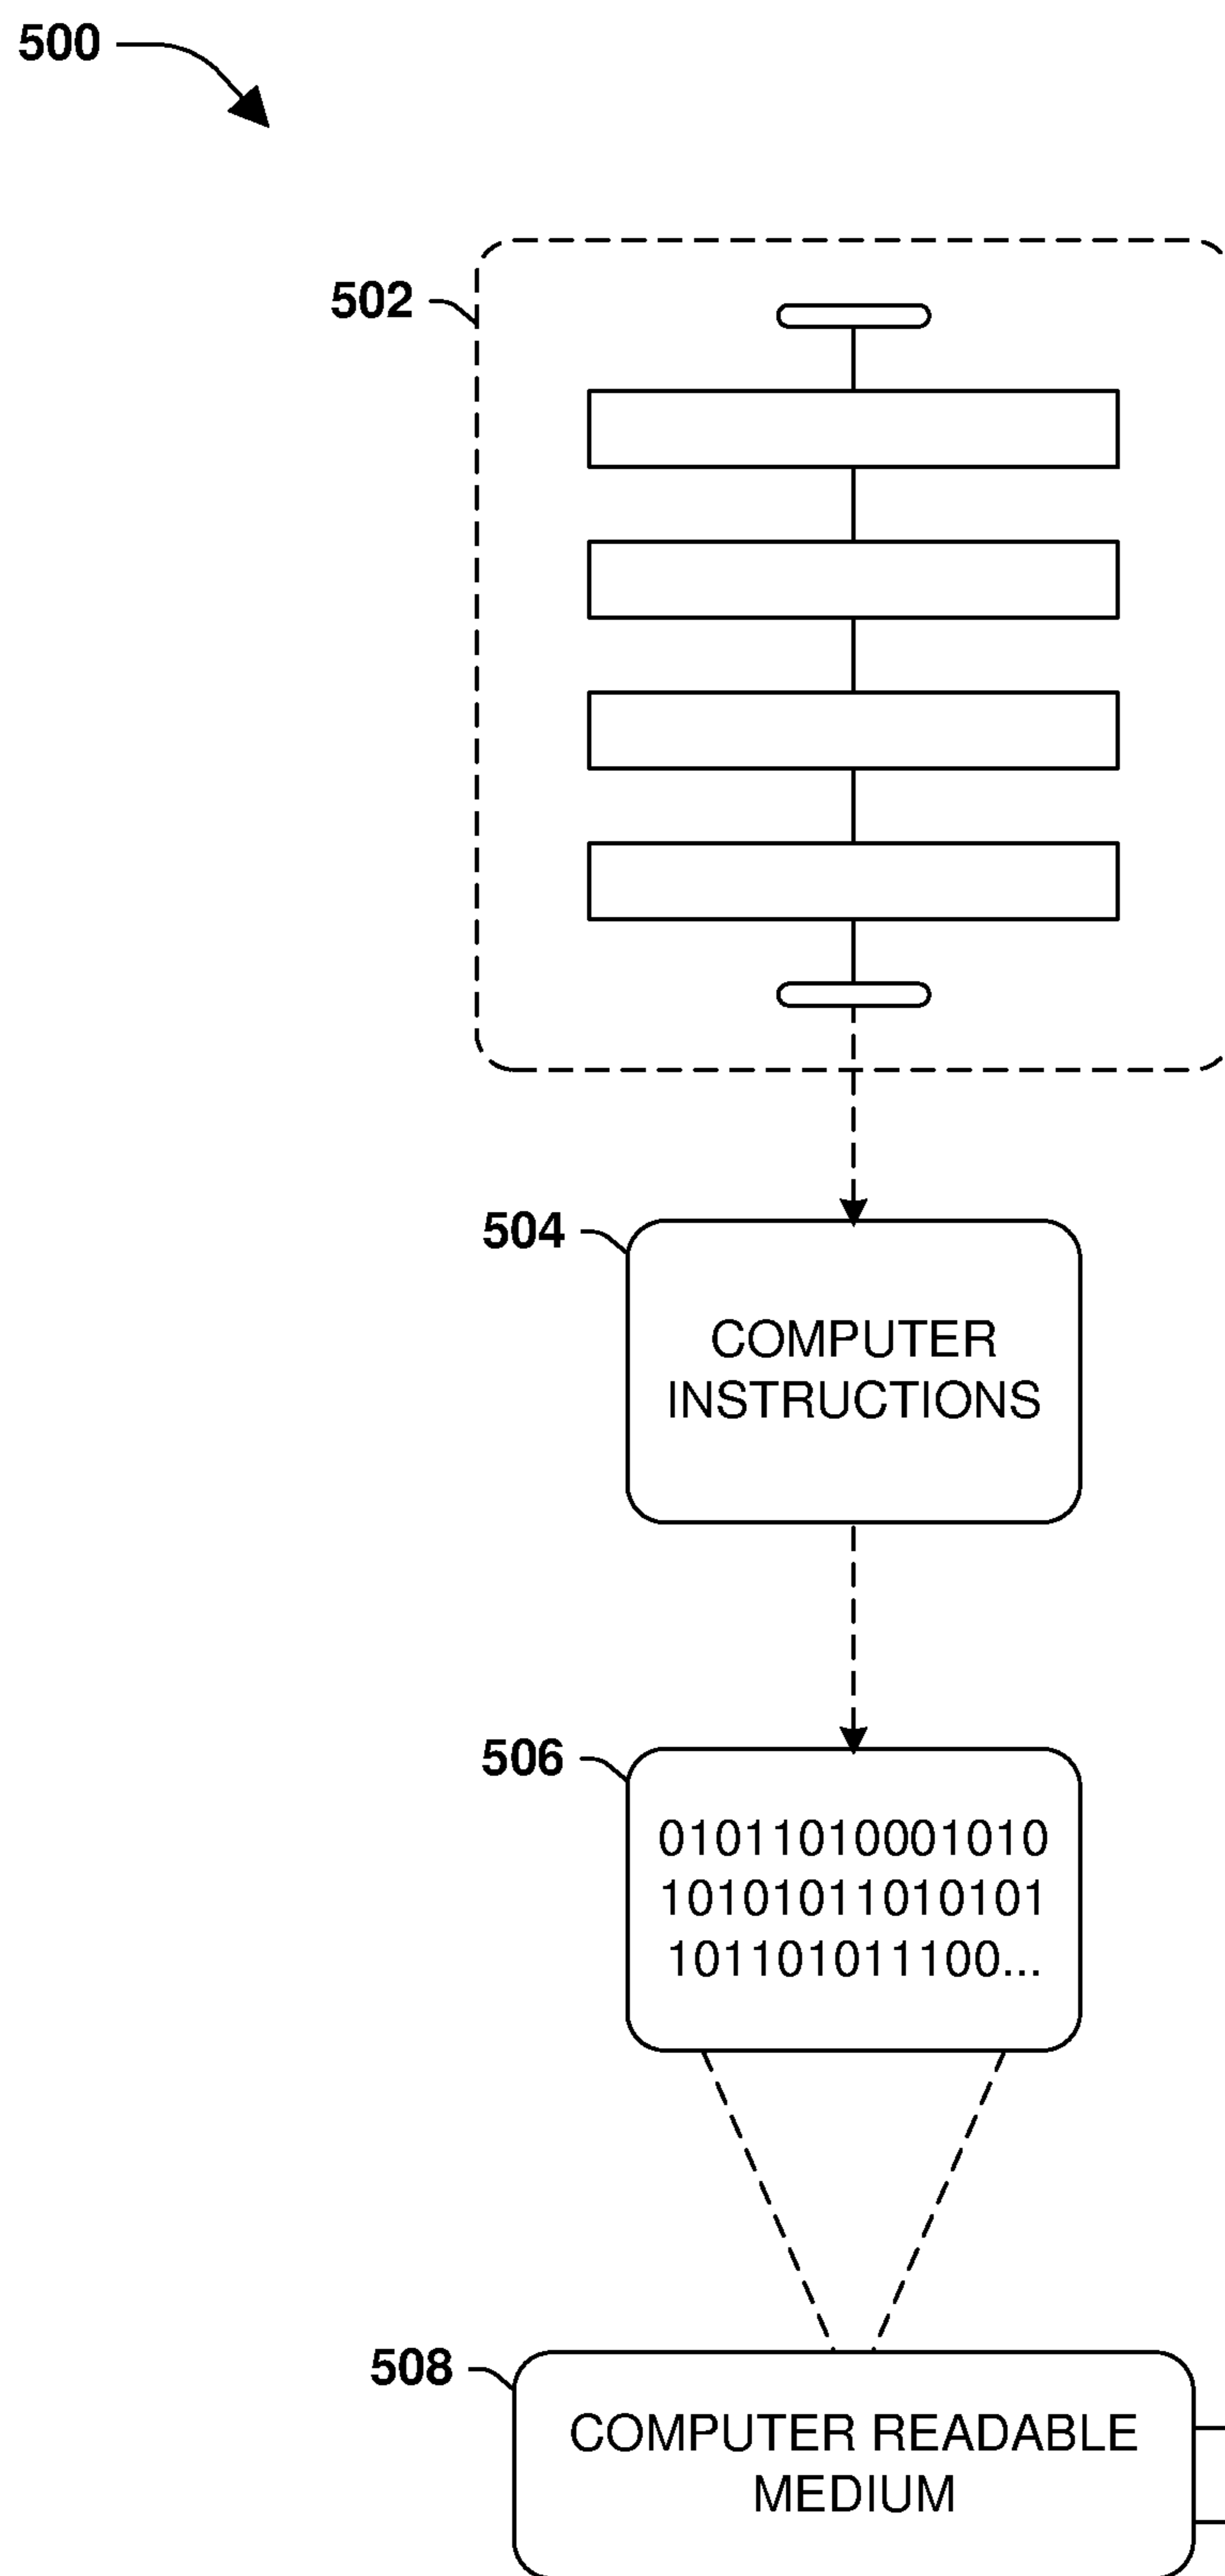 500
502
504
COMPUTER
INSTRUCTIONS
506
01011010001010
10101011010101
101101011100...
508
COMPUTER READABLE
MEDIUM